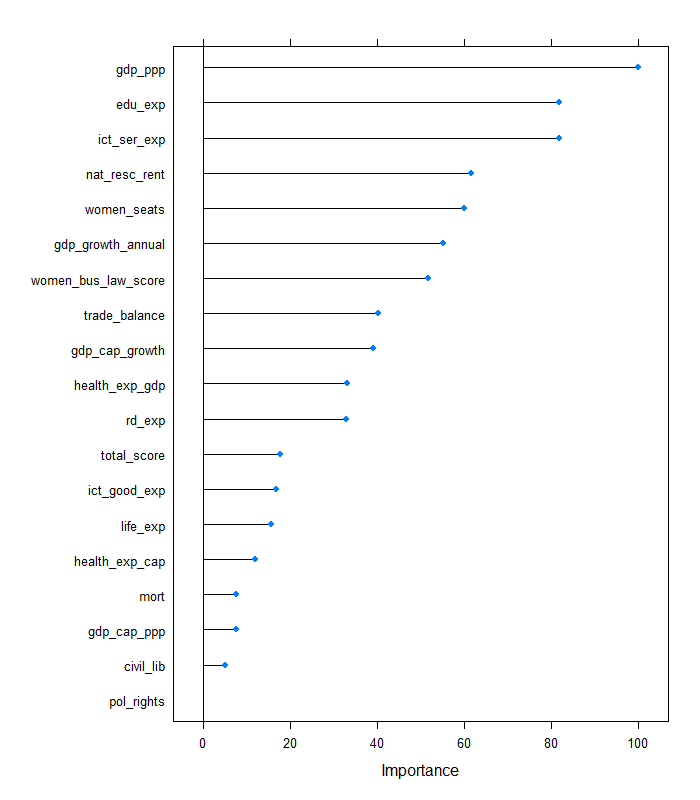 gdp_ppp
edu_exp
ict_ser_exp
nat_resc_rent
women_seats
gdp_growth_annual
women_bus_law_score
trade_balance
gdp_cap_growth
health_exp_gdp
rd_exp
total_score
ict_good_exp
life_exp
health_exp_cap
mort
gdp_cap_ppp
civil_lib
pol_rights
0 20 40 60 80 100
Importance